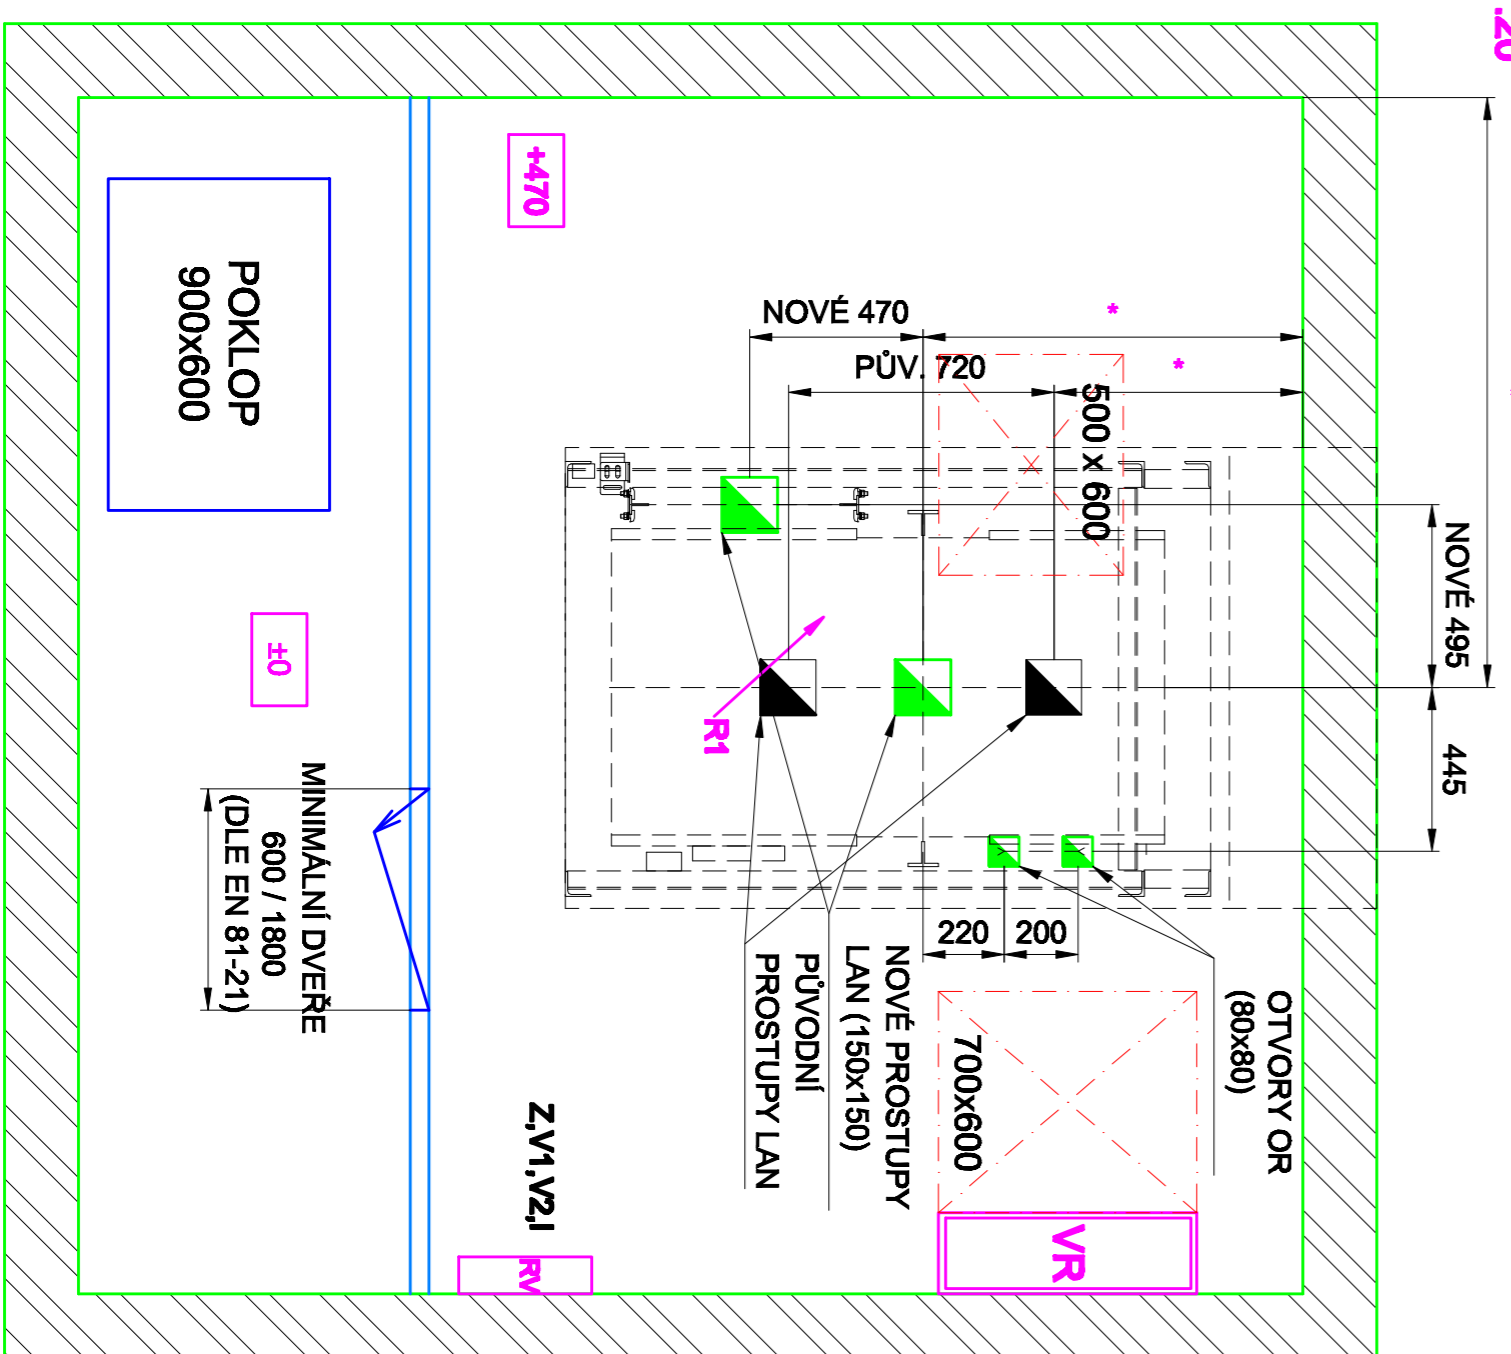 .20
+470
POKLOP
900x600
±0
MINIMÁLNÍ DVEŘE
600 / 1800
(DLE EN 81-21)
NOVÉ 470
*
PŮV. 720
*
500 x 600
NOVÉ 495
445
R1
220
200
OTVORY OR
(80x80)
700x600
NOVÉ PROSTUPY
LAN (150x150)
PŮVODNÍ
PROSTUPY LAN
Z,V1,V2,I
RV
VR